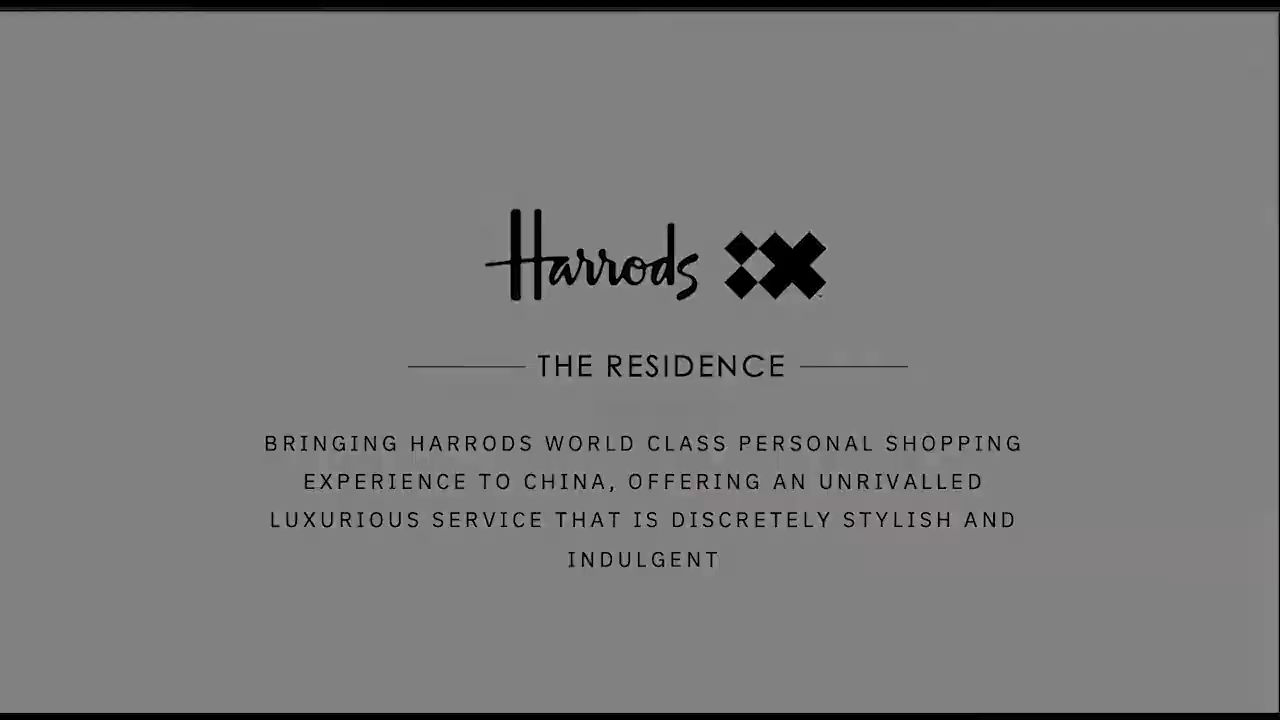 Harrods
THE RESIDENCE
BRINGING HARRODS WORLD CLASS PERSONAL SHOPPING
EXPERIENCE TO CHINA, OFFERING AN UNRIVALLED
LUXURIOUS SERVICE THAT IS DISCRETELY STYLISH AND
INDULGENT